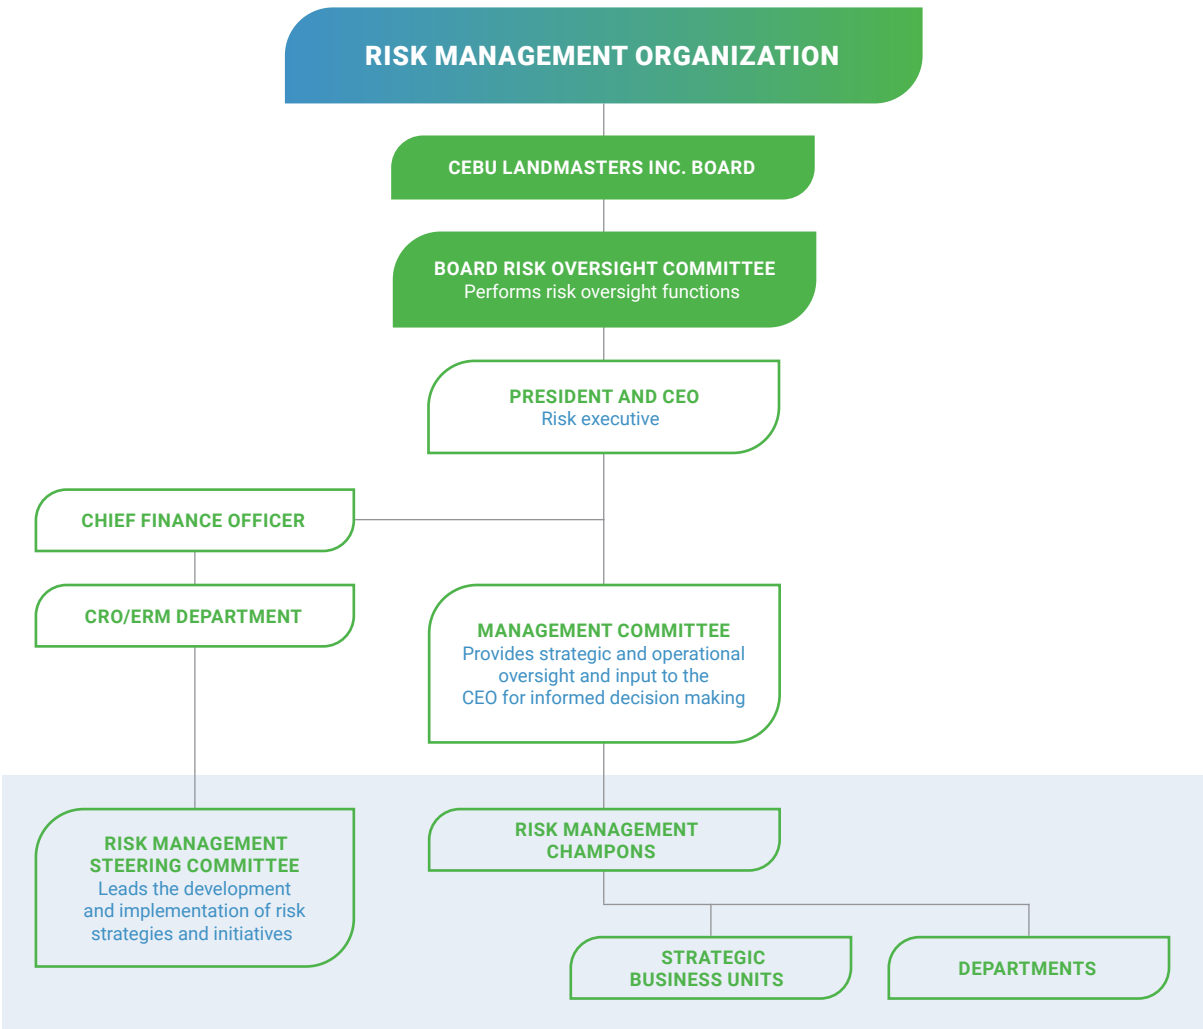 RISK MANAGEMENT ORGANIZATION
CEBU LANDMASTERS INC. BOARD
BOARD RISK OVERSIGHT COMMITTEE
Performs risk oversight functions
PRESIDENT AND CEO
Risk executive
CHIEF FINANCE OFFICER
CRO/ERM DEPARTMENT
MANAGEMENT COMMITTEE
Provides strategic and operational
oversight and input to the
CEO for informed decision making
RISK MANAGEMENT
STEERING COMMITTEE
Leads the development
and implementation of risk
strategies and initiatives
RISK MANAGEMENT
CHAMPONS
STRATEGIC
BUSINESS UNITS
DEPARTMENTS